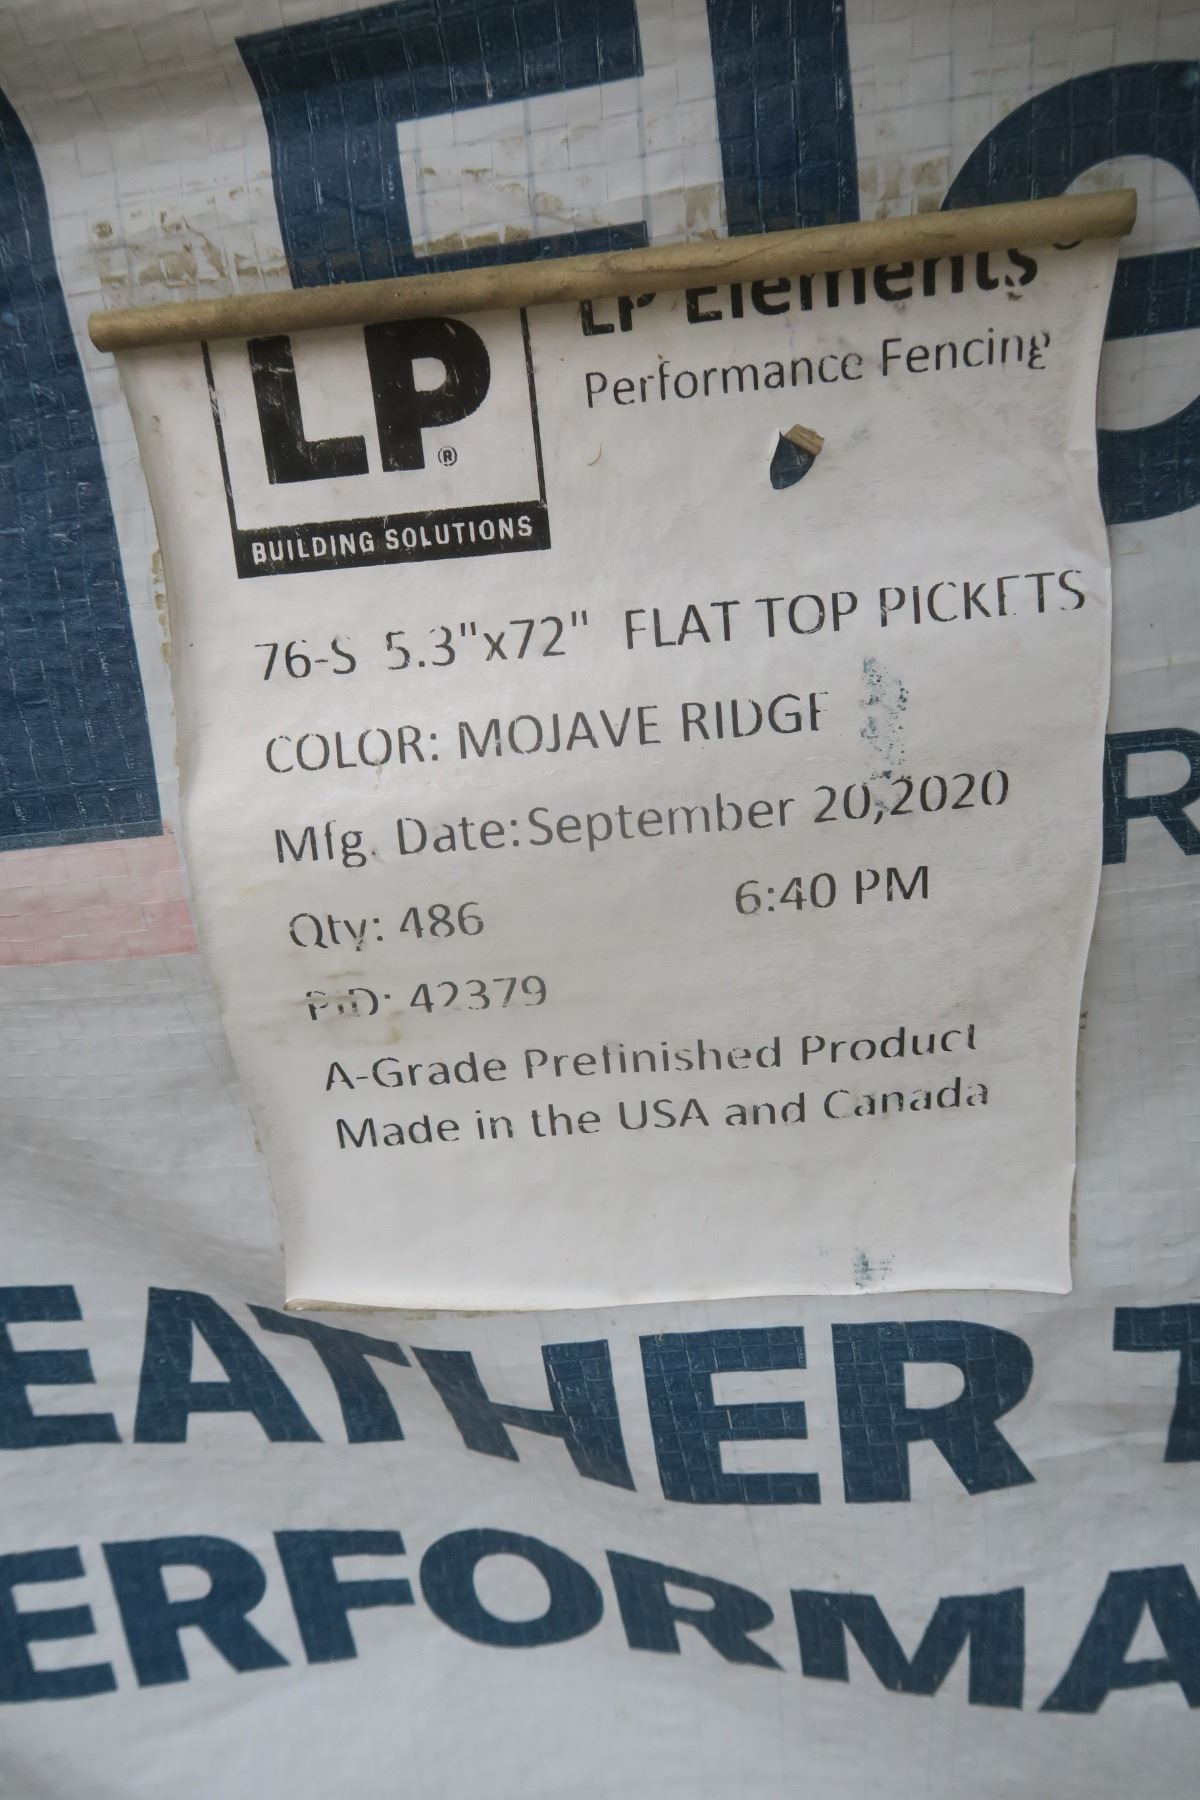 LP®
BUILDING SOLUTIONS
LP Elements®
Performance Fencing
76-S 5.3"x72" FLAT TOP PICKETS
COLOR: MOJAVE RIDGE
Mfg. Date: September 20,2020
Qty: 486 6:40 PM
PID: 42379
A-Grade Prefinished Product
Made in the USA and Canada
El
R
EATHER T
ERFORMA